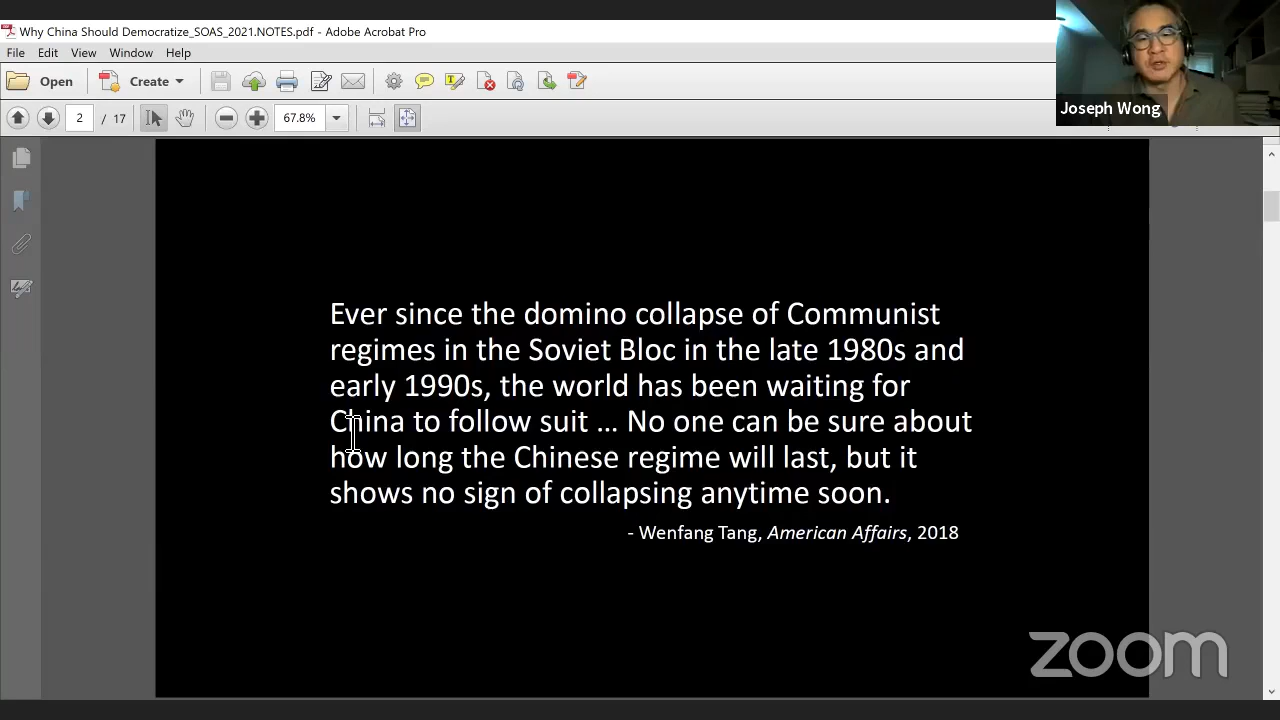 Why China Should Democratize_SOAS_2021.NOTES.pdf - Adobe Acrobat Pro
File Edit View Window Help
Open Create
2 / 17 67.8%
Joseph Wong
Ever since the domino collapse of Communist
regimes in the Soviet Bloc in the late 1980s and
early 1990s, the world has been waiting for
China to follow suit … No one can be sure about
how long the Chinese regime will last, but it
shows no sign of collapsing anytime soon.
- Wenfang Tang, American Affairs, 2018
zoom